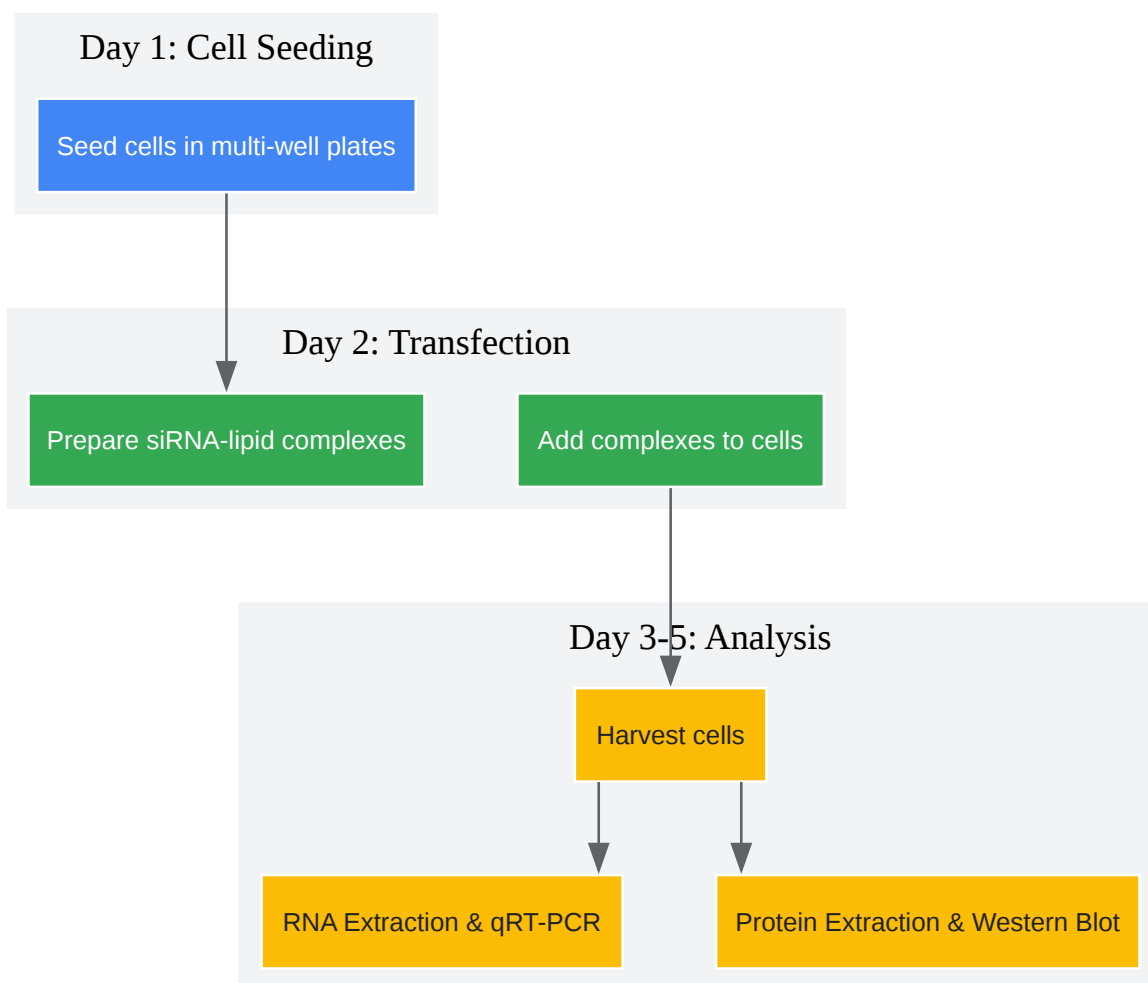 Day 1: Cell Seeding
Seed cells in multi-well plates
Day 2: Transfection
Prepare siRNA-lipid complexes
Add complexes to cells
Day 3-5: Analysis
Harvest cells
RNA Extraction & qRT-PCR
Protein Extraction & Western Blot